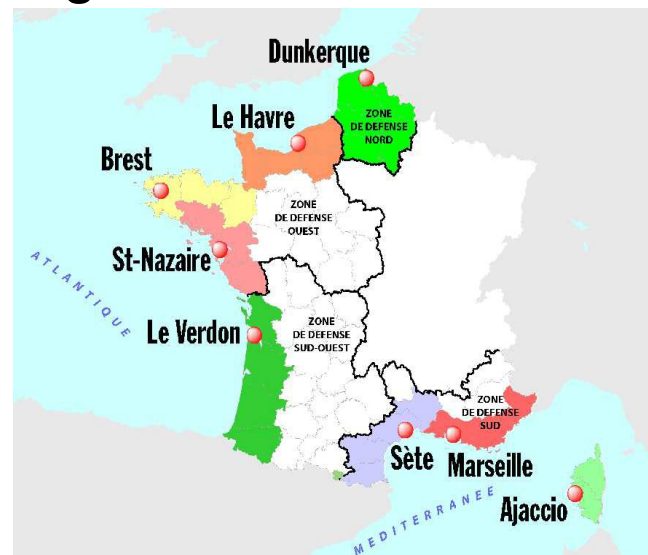 Dunkerque
ZONE
DE DEFENSE
NORD
Le Havre
Brest
ZONE
DE DEFENSE
OUEST
St-Nazaire
ATLANTIQUE
Le Verdon
ZONE
DE DEFENSE
SUD-OUEST
ZONE
DE DEFENSE
SUD
Sète
Marseille
Ajaccio
MEDITERRANEE